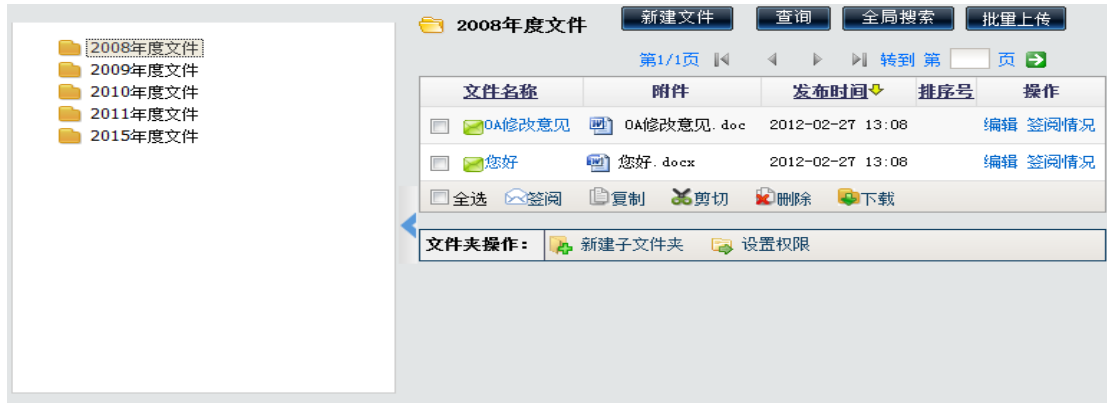 2008年度文件
2009年度文件
2010年度文件
2011年度文件
2015年度文件
2008年度文件 新建文件 查询 全局搜索 批量上传
第1/1页 转到 第 页
文件名称 附件 发布时间 排序号 操作
OA修改意见 OA修改意见.doc 2012-02-27 13:08 编辑 签阅情况
您好 您好.docx 2012-02-27 13:08 编辑 签阅情况
全选 签阅 复制 剪切 删除 下载
文件夹操作： 新建子文件夹 设置权限